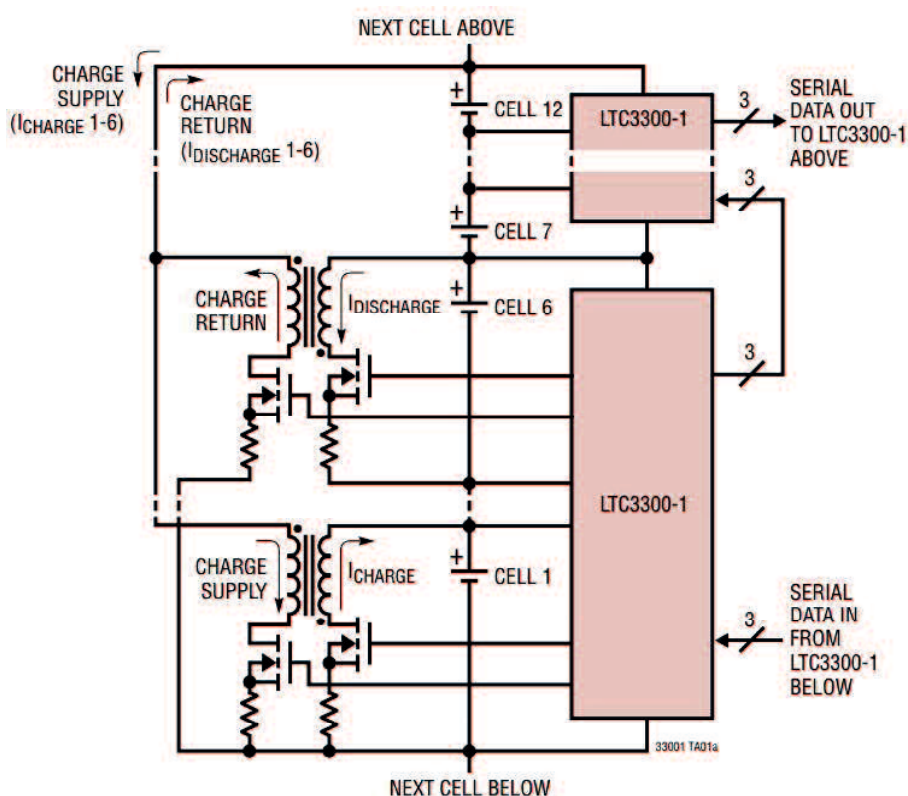 NEXT CELL ABOVE
CHARGE
SUPPLY
(ICHARGE 1-6)
CHARGE
RETURN
(IDISCHARGE 1-6)
+
CELL 12
LTC3300-1
3
SERIAL
DATA OUT
TO LTC3300-1
ABOVE
3
+
CELL 7
CHARGE
RETURN
IDISCHARGE
+
CELL 6
3
LTC3300-1
CHARGE
SUPPLY
ICHARGE
+
CELL 1
3
SERIAL
DATA IN
FROM
LTC3300-1
BELOW
33001 TA01a
NEXT CELL BELOW